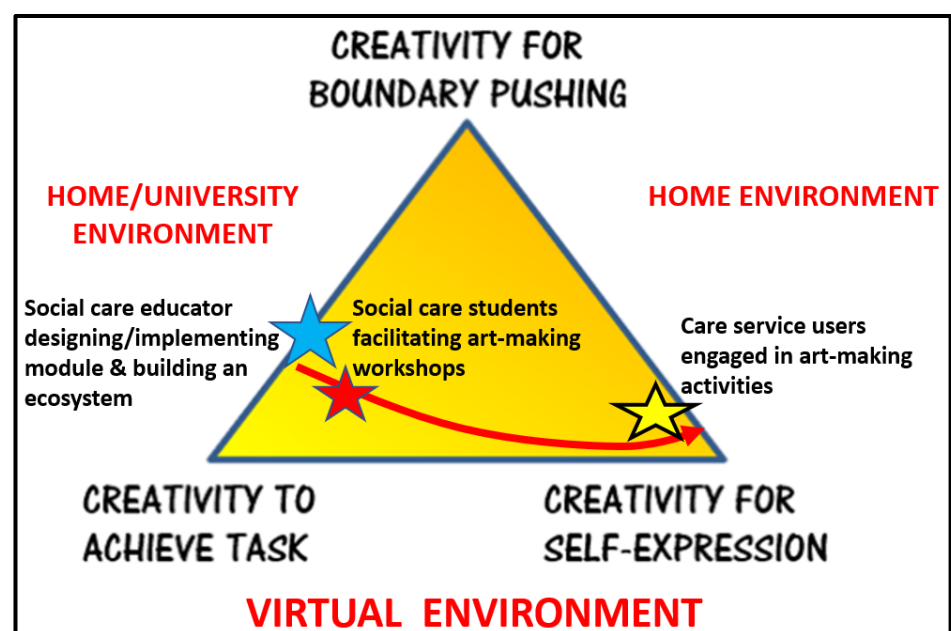 CREATIVITY FOR
BOUNDARY PUSHING
HOME/UNIVERSITY
ENVIRONMENT
HOME ENVIRONMENT
Social care educator
designing/implementing
module & building an
ecosystem
Social care students
facilitating art-making
workshops
Care service users
engaged in art-making
activities
CREATIVITY TO
ACHIEVE TASK
CREATIVITY FOR
SELF-EXPRESSION
VIRTUAL ENVIRONMENT